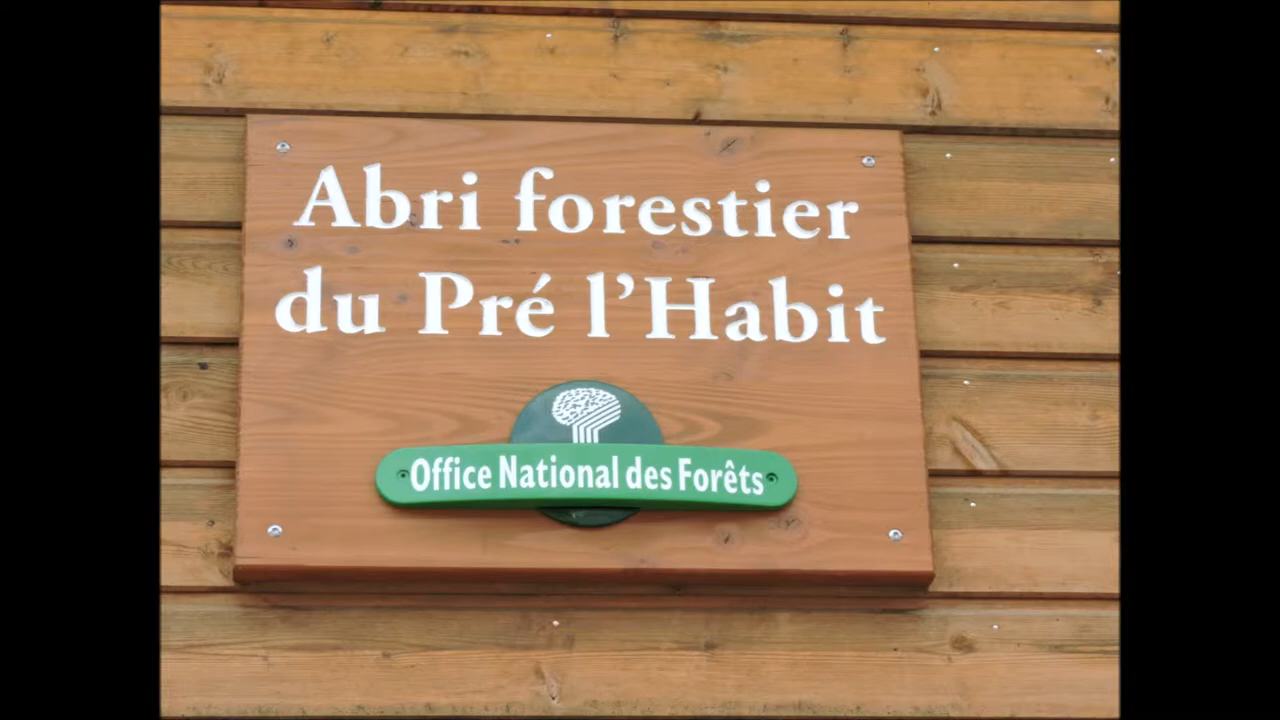 Abri forestier
du Pré l’Habit
Office National des Forêts